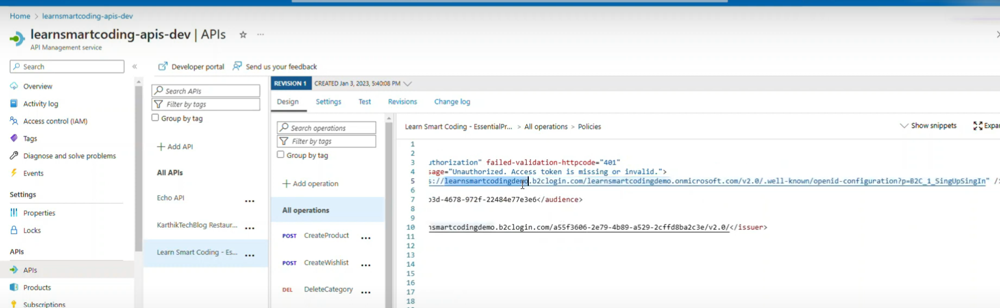 Home > learnsmartcoding-apis-dev
learnsmartcoding-apis-dev | APIs
API Management service
Search
Overview
Activity log
Access control (IAM)
Tags
Diagnose and solve problems
Events
Settings
Properties
Locks
APIs
APIs
Products
Subscriptions
Developer portal
Send us your feedback
Search APIs
Filter by tags
Group by tag
Add API
All APIs
Echo API
KarthikTechBlog Restaur...
Learn Smart Coding - Es...
REVISION 1 CREATED Jan 3, 2023, 5:40:08 PM
Design Settings Test Revisions Change log
Search operations
Filter by tags
Group by tag
Add operation
All operations
POST CreateProduct
POST CreateWishlist
DEL DeleteCategory
Learn Smart Coding - EssentialPr... > All operations > Policies
Show snippets
Expan
1
2
3 uthorization" failed-validation-httpcode="401"
4 sage="Unauthorized. Access token is missing or invalid.">
5 s://learnsmartcodingdemo.b2clogin.com/learnsmartcodingdemo.onmicrosoft.com/v2.0/.well-known/openid-configuration?p=B2C_1_SingUpSingIn" /
6
7 b3d-4678-972f-22484e77e3e6</audience>
8
9
10 nsmartcodingdemo.b2clogin.com/a55f3606-2e79-4b89-a529-2cffd8ba2c3e/v2.0/</issuer>
11
12
13
14
15
16
17
18